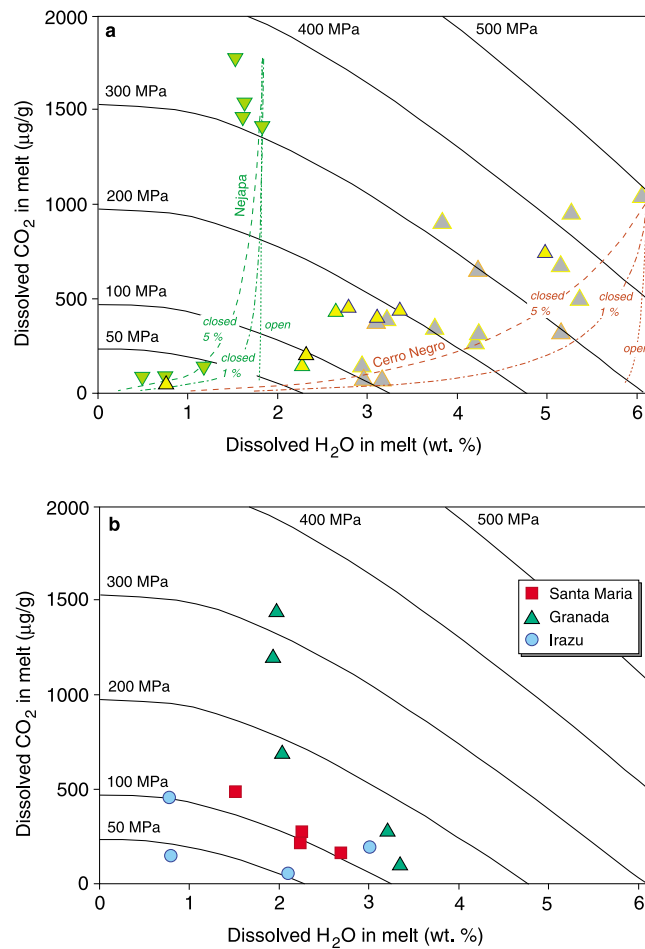 a
400 MPa
500 MPa
2000
300 MPa
1500
Nejapa
1000
200 MPa
Dissolved CO2 in melt (µg/g)
500
100 MPa
closed
5 %
closed
1 %
open
50 MPa
closed
5 %
closed
1 %
open
Cerro Negro
0
0 1 2 3 4 5 6
Dissolved H2O in melt (wt. %)
b
400 MPa
500 MPa
2000
300 MPa
1500
Santa Maria
Granada
Irazu
1000
200 MPa
Dissolved CO2 in melt (µg/g)
500
100 MPa
50 MPa
0
0 1 2 3 4 5 6
Dissolved H2O in melt (wt. %)